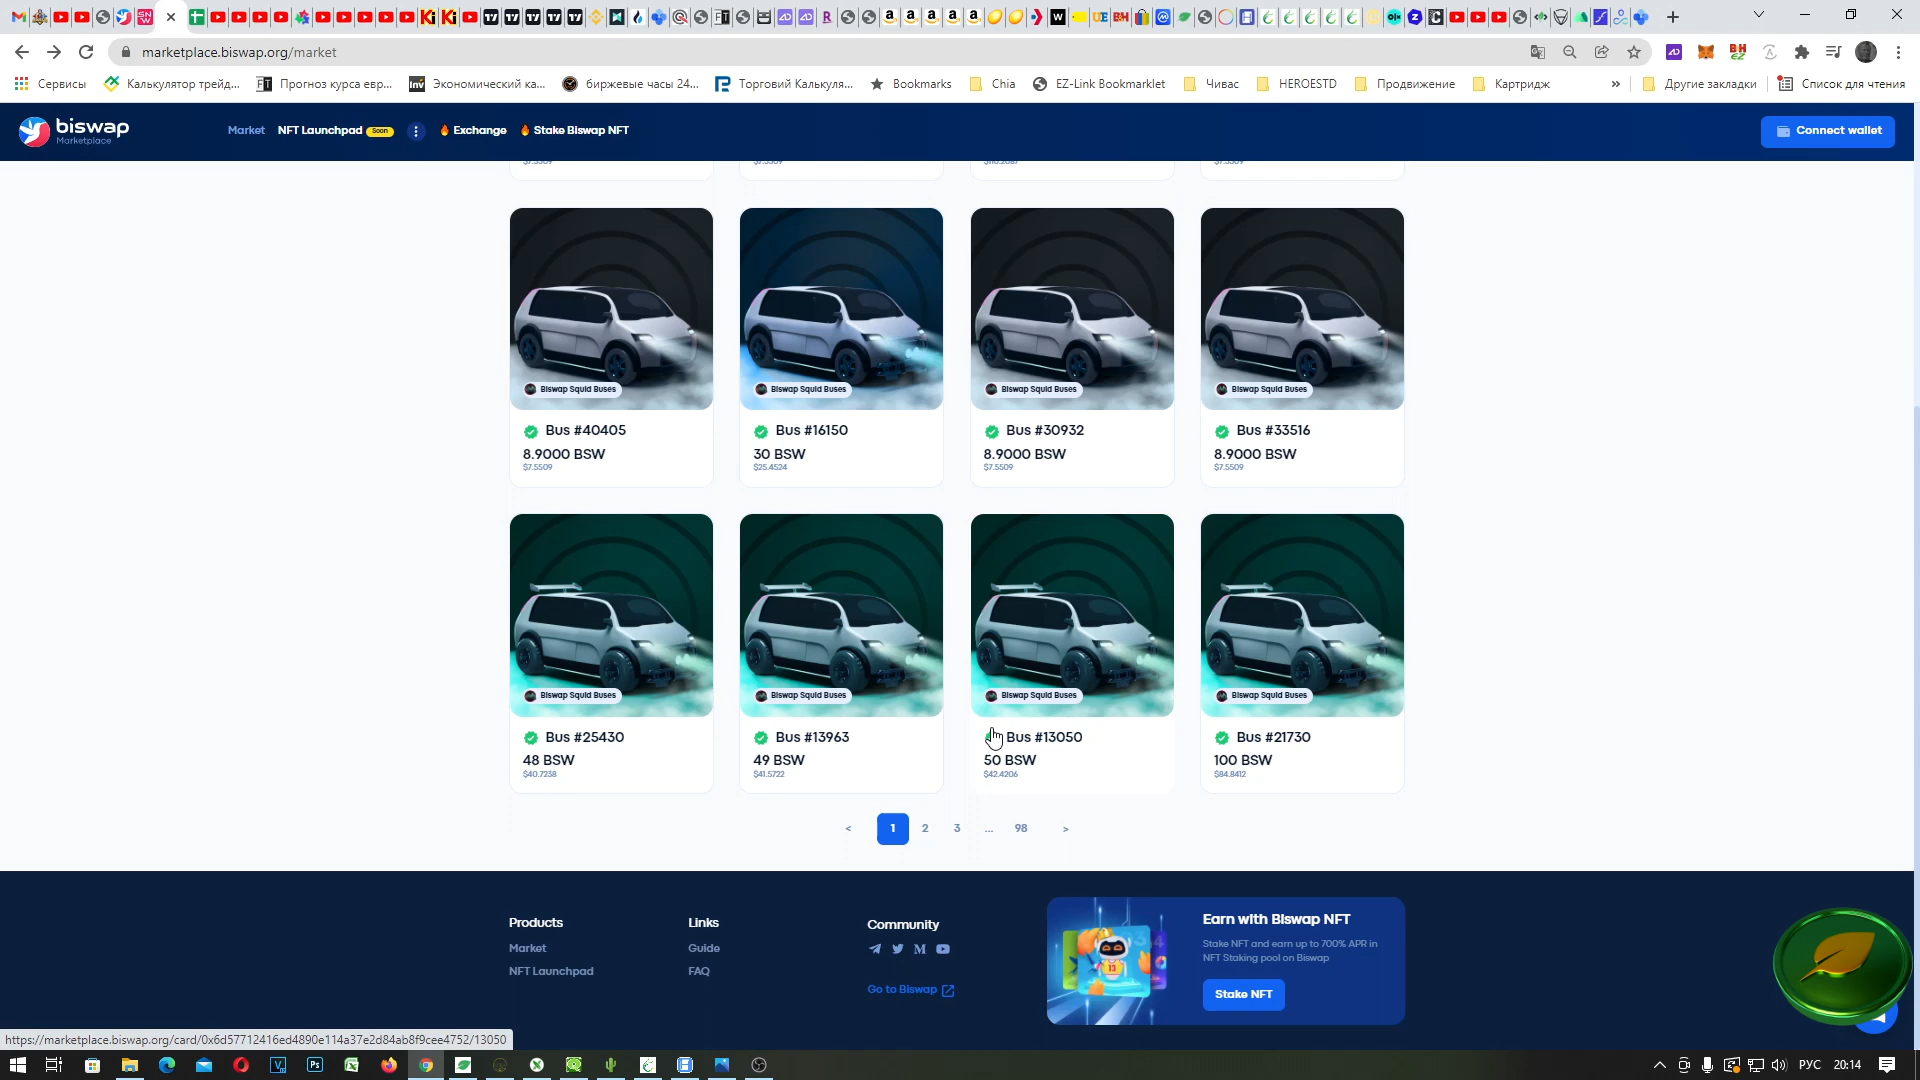 marketplace.biswap.org/market
Сервисы
Калькулятор трейд...
Прогноз курса евр...
Экономический ка...
биржевые часы 24...
Торговий Калькуля...
Bookmarks
Chia
EZ-Link Bookmarklet
Чивас
HEROESTD
Продвижение
Картридж
»
Другие закладки
Список для чтения
biswap
Marketplace
Market
NFT Launchpad Soon
Exchange
Stake Biswap NFT
Connect wallet
Biswap Squid Buses
Biswap Squid Buses
Biswap Squid Buses
Biswap Squid Buses
Bus #40405
Bus #16150
Bus #30932
Bus #33516
8.9000 BSW
30 BSW
8.9000 BSW
8.9000 BSW
$7.5509
$25.4524
$7.5509
$7.5509
Biswap Squid Buses
Biswap Squid Buses
Biswap Squid Buses
Biswap Squid Buses
Bus #25430
Bus #13963
Bus #13050
Bus #21730
48 BSW
49 BSW
50 BSW
100 BSW
$40.7238
$41.5722
$42.4206
$84.8412
< 1 2 3 ... 98 >
Products
Market
NFT Launchpad
Links
Guide
FAQ
Community
Go to Biswap
Earn with Biswap NFT
Stake NFT and earn up to 700% APR in
NFT Staking pool on Biswap
Stake NFT
https://marketplace.biswap.org/card/0x6d57712416ed4890e114a37e2d84ab8f9cee4752/13050
РУС
20:14